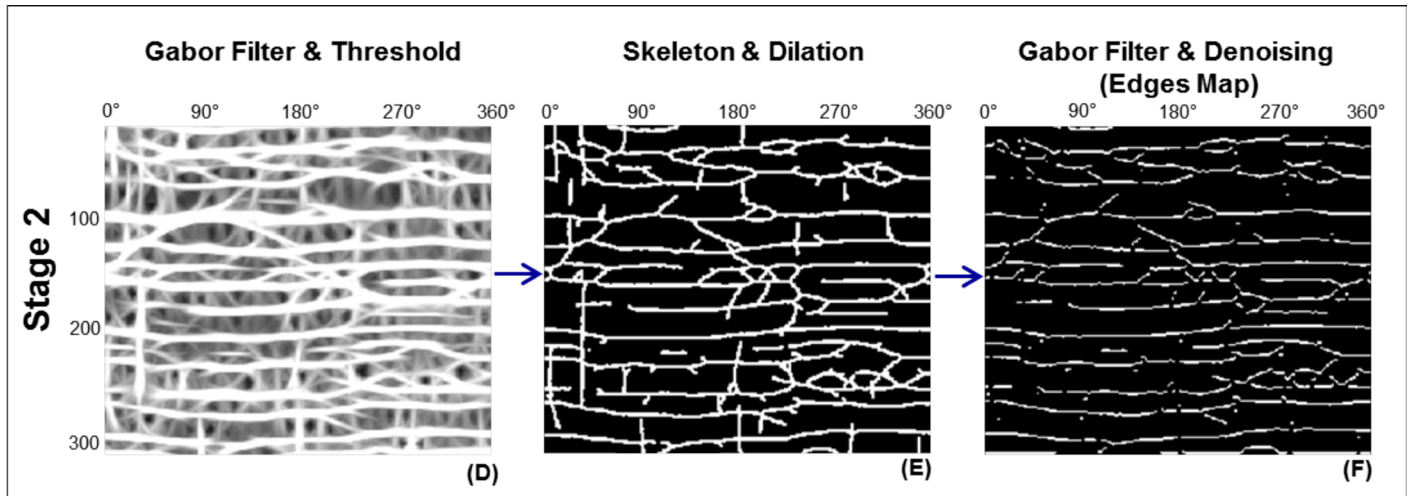 Gabor Filter & Threshold
Skeleton & Dilation
Gabor Filter & Denoising
(Edges Map)
0° 90° 180° 270° 360°
0° 90° 180° 270° 360°
0° 90° 180° 270° 360°
Stage 2
100
200
300
(D)
(E)
(F)